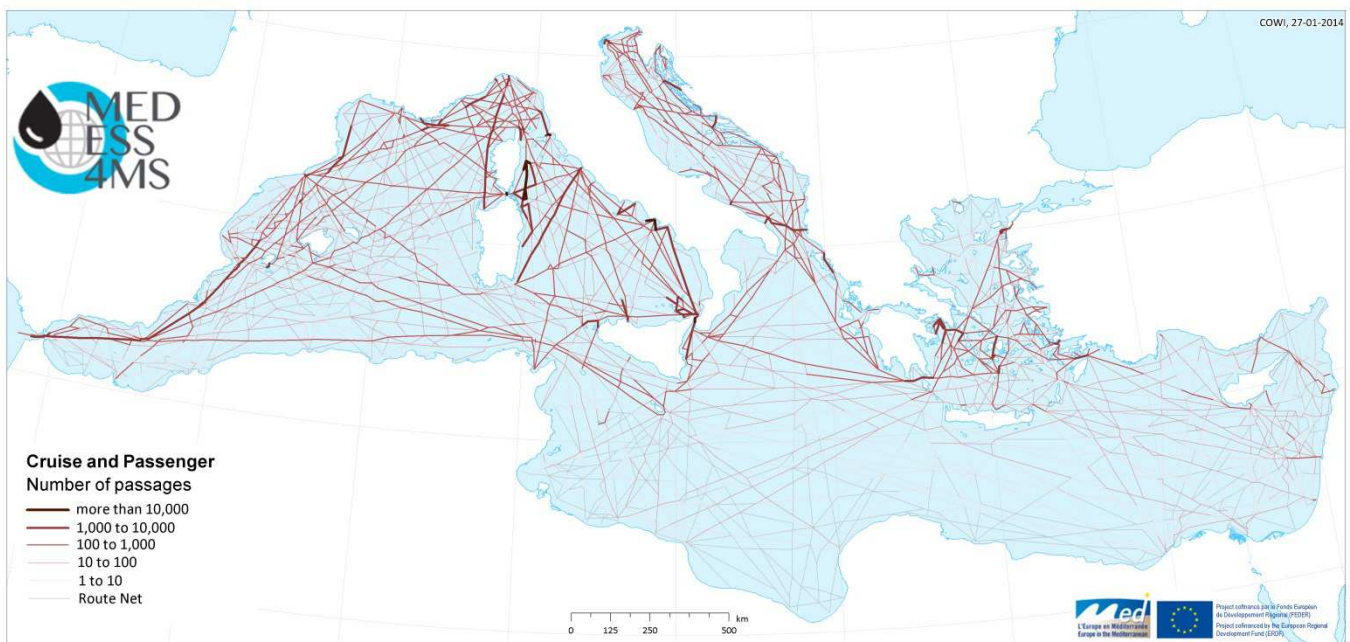 COWI, 27-01-2014
MED
ESS
4MS
Cruise and Passenger
Number of passages
more than 10,000
1,000 to 10,000
100 to 1,000
10 to 100
1 to 10
Route Net
km
0 125 250 500
Med
L'Europe en Méditerranée
Europe in the Mediterranean
Project cofinancé par le Fonds Européen
de Développement Régional (FEDER)
Project cofinanced by the European Regional
Development Fund (ERDF)